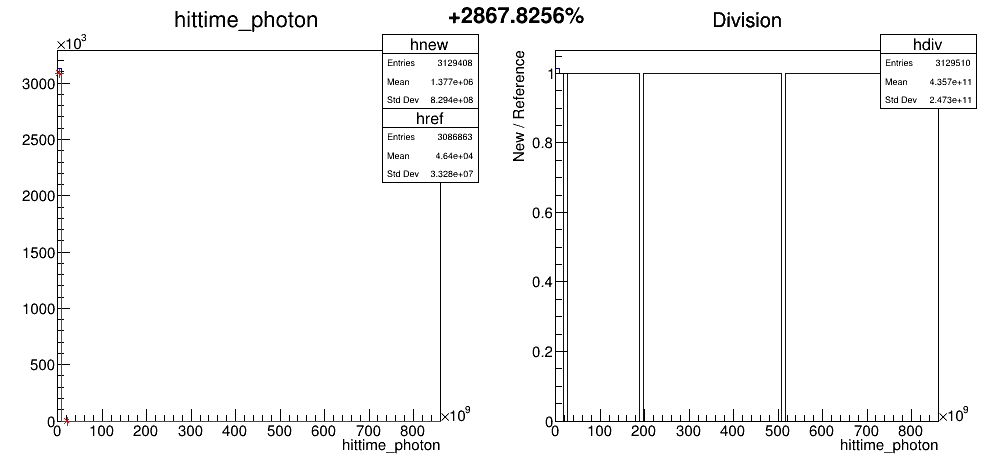 +2867.8256%
hittime_photon
×10³
hnew
Entries 3129408
Mean 1.377e+06
Std Dev 8.294e+08
href
Entries 3086863
Mean 4.64e+04
Std Dev 3.328e+07
3000
2500
2000
1500
1000
500
0
0 100 200 300 400 500 600 700 800
×10⁹
hittime_photon
Division
hdiv
Entries 3129510
Mean 4.357e+11
Std Dev 2.473e+11
New / Reference
1
0.8
0.6
0.4
0.2
0
0 100 200 300 400 500 600 700 800
×10⁹
hittime_photon